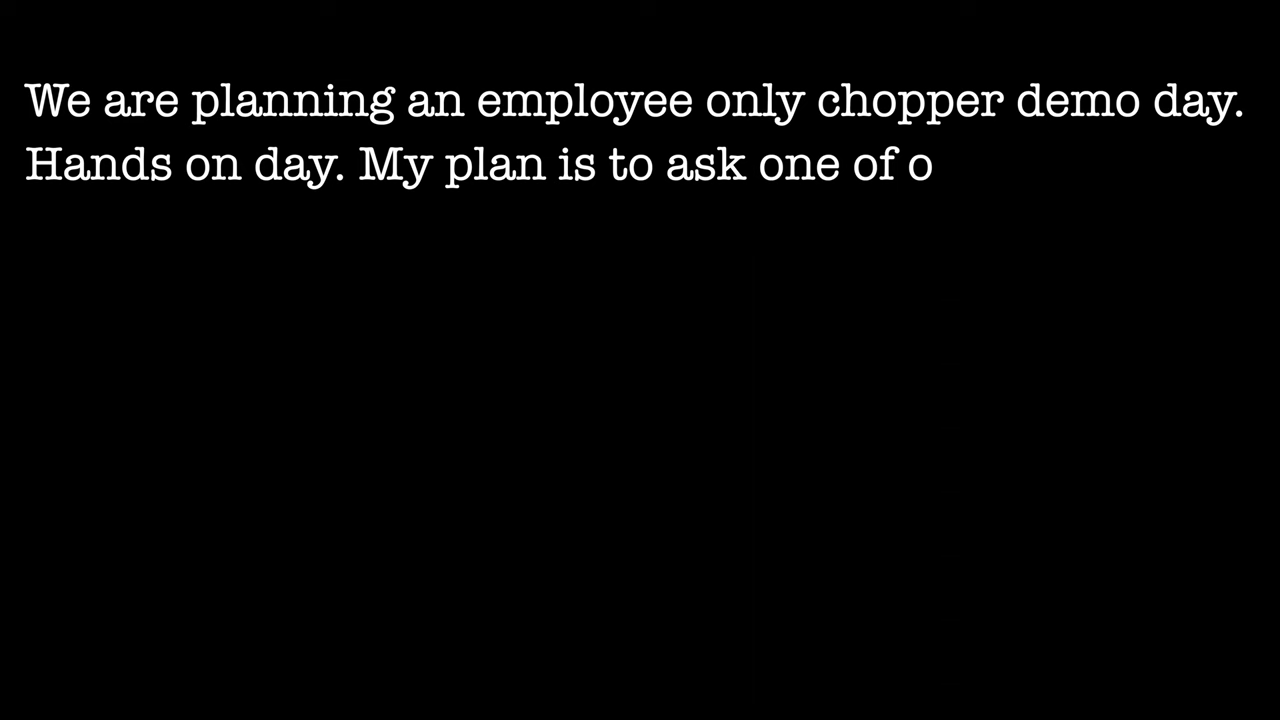 We are planning an employee only chopper demo day.
Hands on day. My plan is to ask one of o